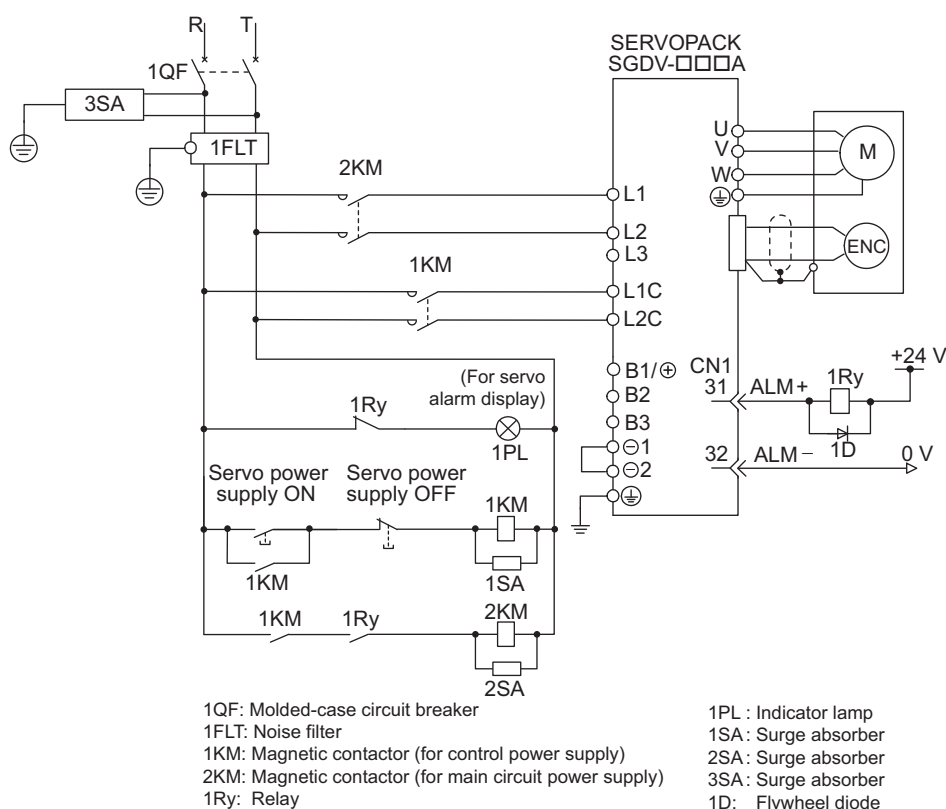 R T
SERVOPACK
SGDV-□□□A
1QF
3SA
1FLT
U
V
W
M
2KM
L1
L2
L3
ENC
1KM
L1C
L2C
B1/⊕
CN1
+24 V
(For servo
alarm display)
31
ALM+
1Ry
1Ry
B2
B3
1PL
1D
⊖1
32
ALM−
0 V
⊖2
Servo power
supply ON
Servo power
supply OFF
1KM
1KM
1SA
1KM
1Ry
2KM
2SA
1QF: Molded-case circuit breaker
1FLT: Noise filter
1KM: Magnetic contactor (for control power supply)
2KM: Magnetic contactor (for main circuit power supply)
1Ry: Relay
1PL : Indicator lamp
1SA : Surge absorber
2SA : Surge absorber
3SA : Surge absorber
1D: Flywheel diode